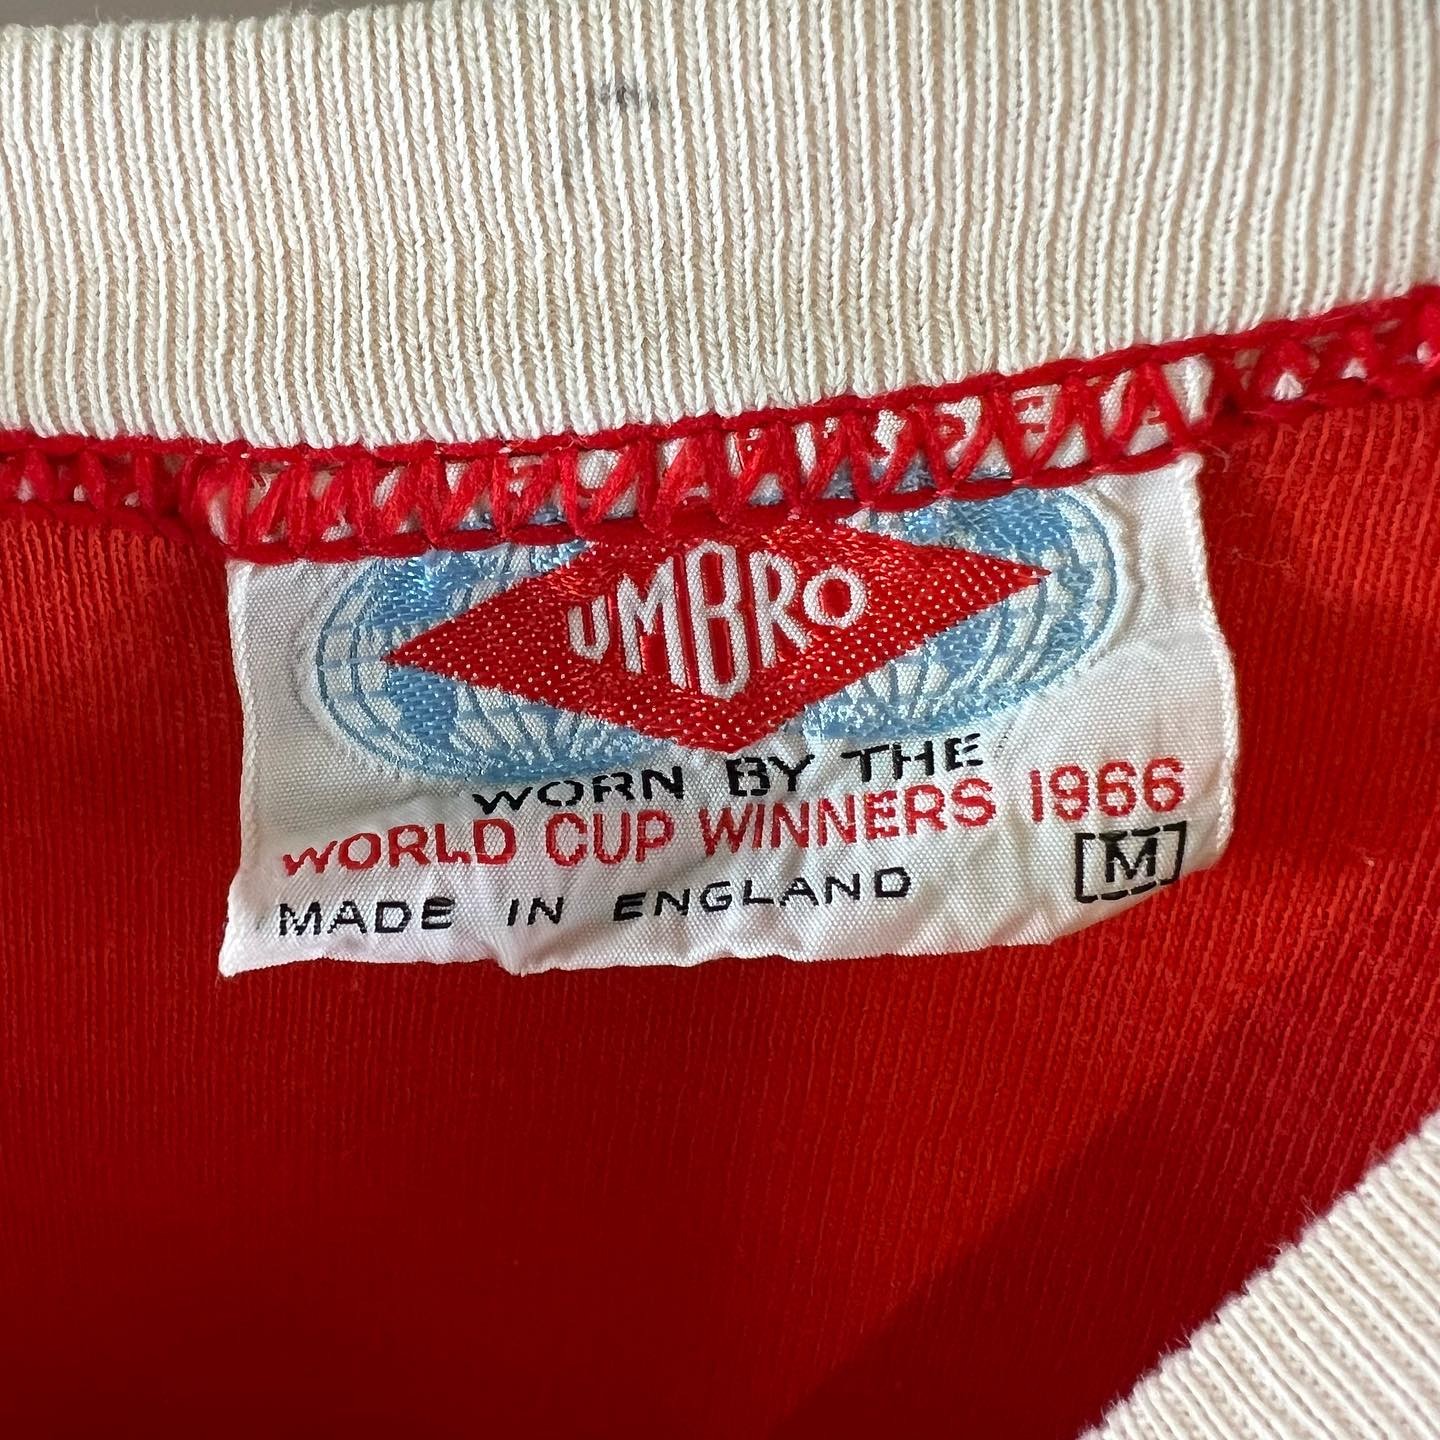 UMBRO
WORN BY THE
WORLD CUP WINNERS 1966
MADE IN ENGLAND [M]